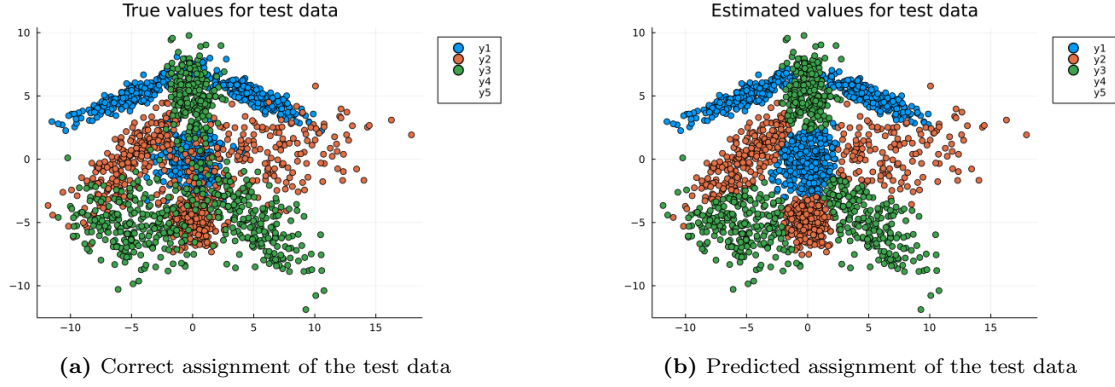 True values for test data
10
5
0
−5
−10
−10
−5
0
5
10
15
y1
y2
y3
y4
y5
(a) Correct assignment of the test data
Estimated values for test data
10
5
0
−5
−10
−10
−5
0
5
10
15
y1
y2
y3
y4
y5
(b) Predicted assignment of the test data